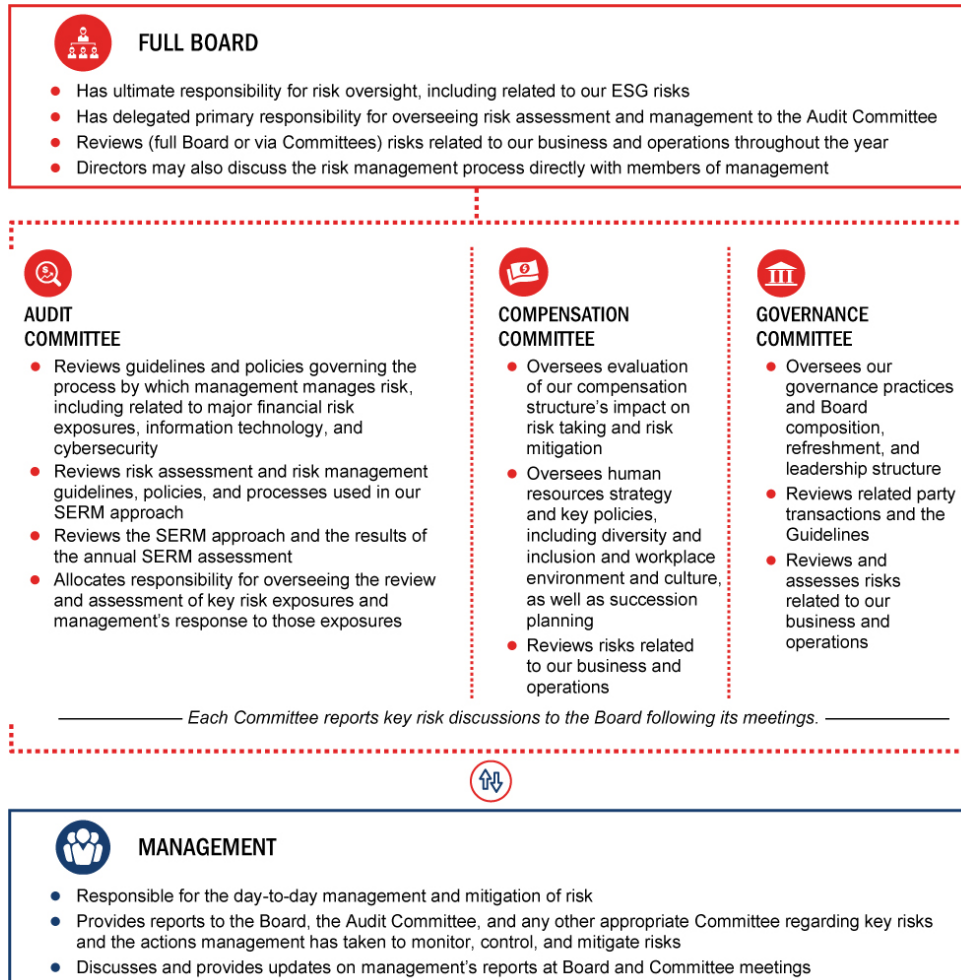 FULL BOARD
● Has ultimate responsibility for risk oversight, including related to our ESG risks
● Has delegated primary responsibility for overseeing risk assessment and management to the Audit Committee
● Reviews (full Board or via Committees) risks related to our business and operations throughout the year
● Directors may also discuss the risk management process directly with members of management
AUDIT
COMMITTEE
● Reviews guidelines and policies governing the
process by which management manages risk,
including related to major financial risk
exposures, information technology, and
cybersecurity
● Reviews risk assessment and risk management
guidelines, policies, and processes used in our
SERM approach
● Reviews the SERM approach and the results of
the annual SERM assessment
● Allocates responsibility for overseeing the review
and assessment of key risk exposures and
management's response to those exposures
COMPENSATION
COMMITTEE
● Oversees evaluation
of our compensation
structure's impact on
risk taking and risk
mitigation
● Oversees human
resources strategy
and key policies,
including diversity and
inclusion and workplace
environment and culture,
as well as succession
planning
● Reviews risks related
to our business and
operations
GOVERNANCE
COMMITTEE
● Oversees our
governance practices
and Board
composition,
refreshment, and
leadership structure
● Reviews related party
transactions and the
Guidelines
● Reviews and
assesses risks
related to our
business and
operations
Each Committee reports key risk discussions to the Board following its meetings.
MANAGEMENT
● Responsible for the day-to-day management and mitigation of risk
● Provides reports to the Board, the Audit Committee, and any other appropriate Committee regarding key risks
and the actions management has taken to monitor, control, and mitigate risks
● Discusses and provides updates on management's reports at Board and Committee meetings